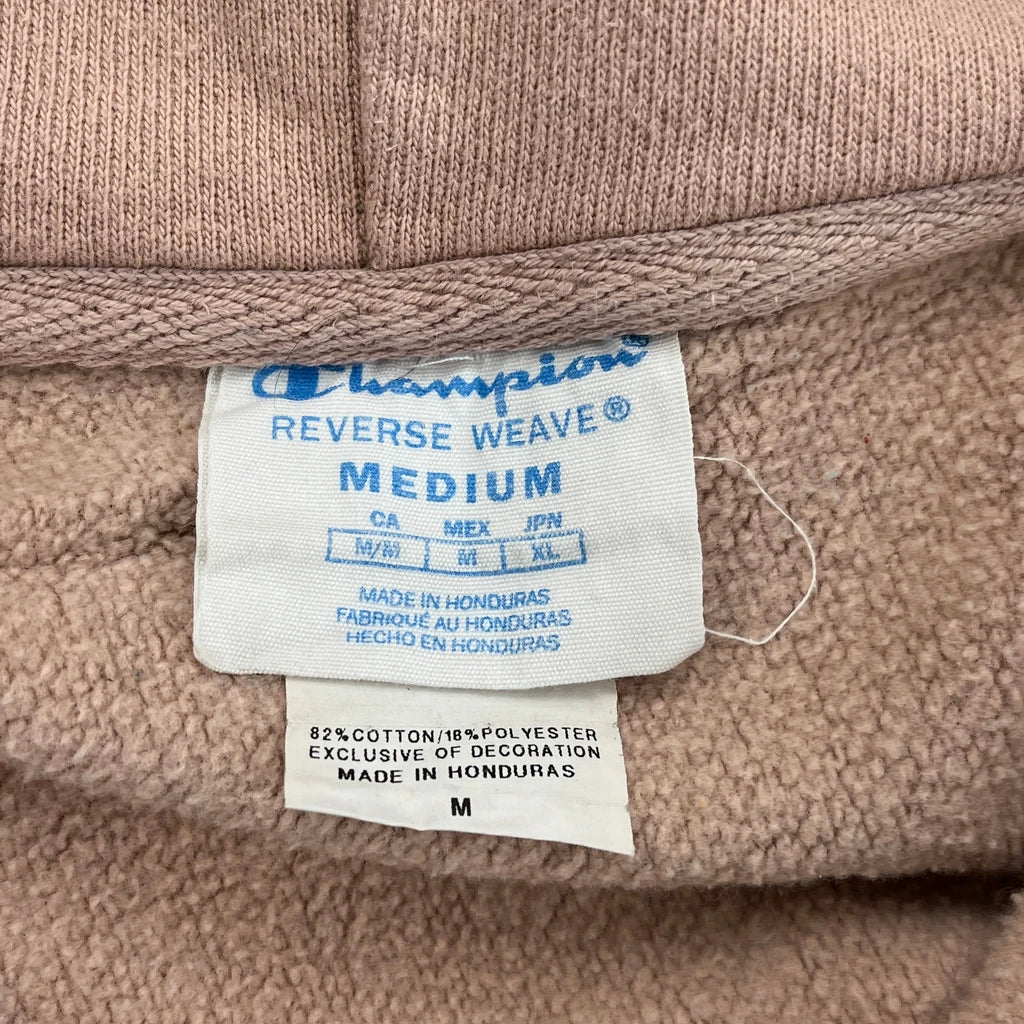 Champion®
REVERSE WEAVE®
MEDIUM
CA MEX JPN
M/M M XL
MADE IN HONDURAS
FABRIQUÉ AU HONDURAS
HECHO EN HONDURAS
82%COTTON/18%POLYESTER
EXCLUSIVE OF DECORATION
MADE IN HONDURAS
M